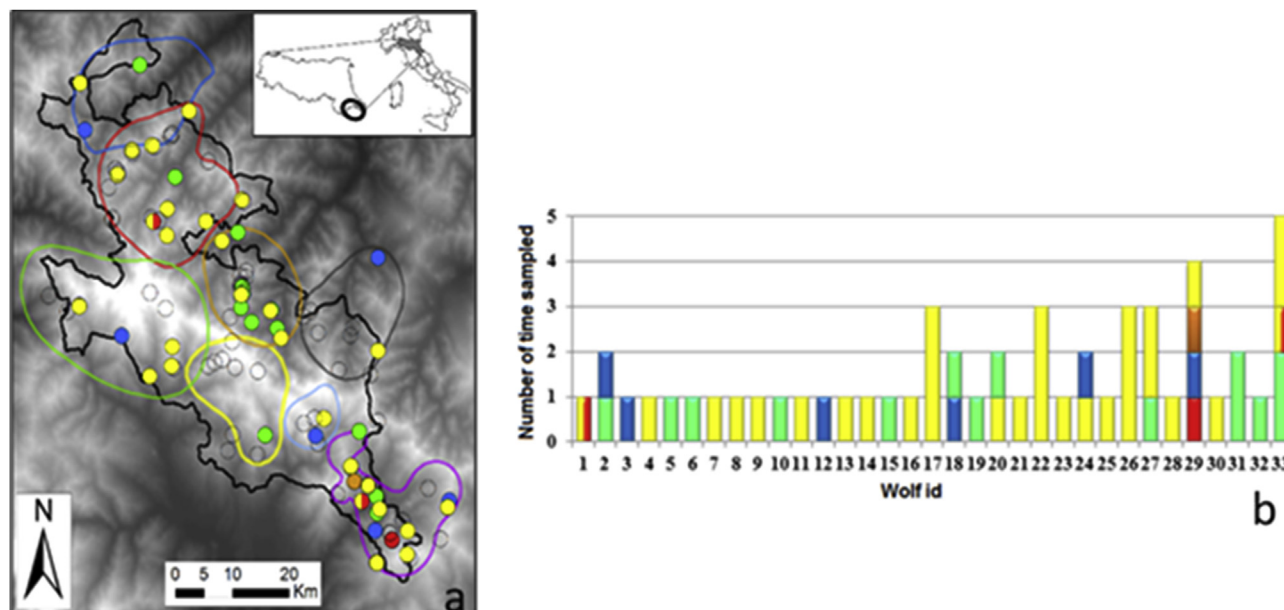 N
0 5 10 20
Km
a
Number of time sampled
5
4
3
2
1
0
1 2 3 4 5 6 7 8 9 10 11 12 13 14 15 16 17 18 19 20 21 22 23 24 25 26 27 28 29 30 31 32 33
Wolf id
b